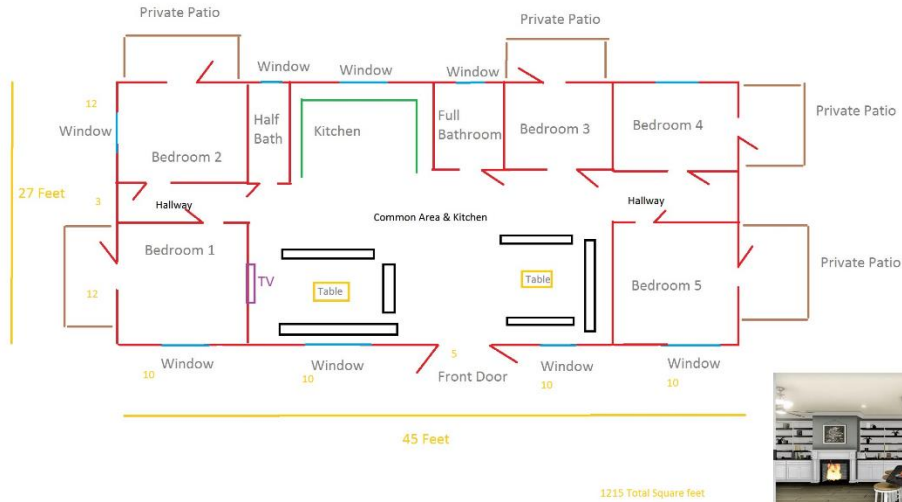 Private Patio
Private Patio
Window
Window
Window
12
Window
Half
Bath
Kitchen
Full
Bathroom
Bedroom 3
Bedroom 4
Private Patio
Bedroom 2
27 Feet
3
Hallway
Hallway
Common Area & Kitchen
Bedroom 1
TV
Table
Table
Bedroom 5
Private Patio
12
Window
Window
5
Front Door
Window
Window
10
10
10
10
45 Feet
1215 Total Square feet